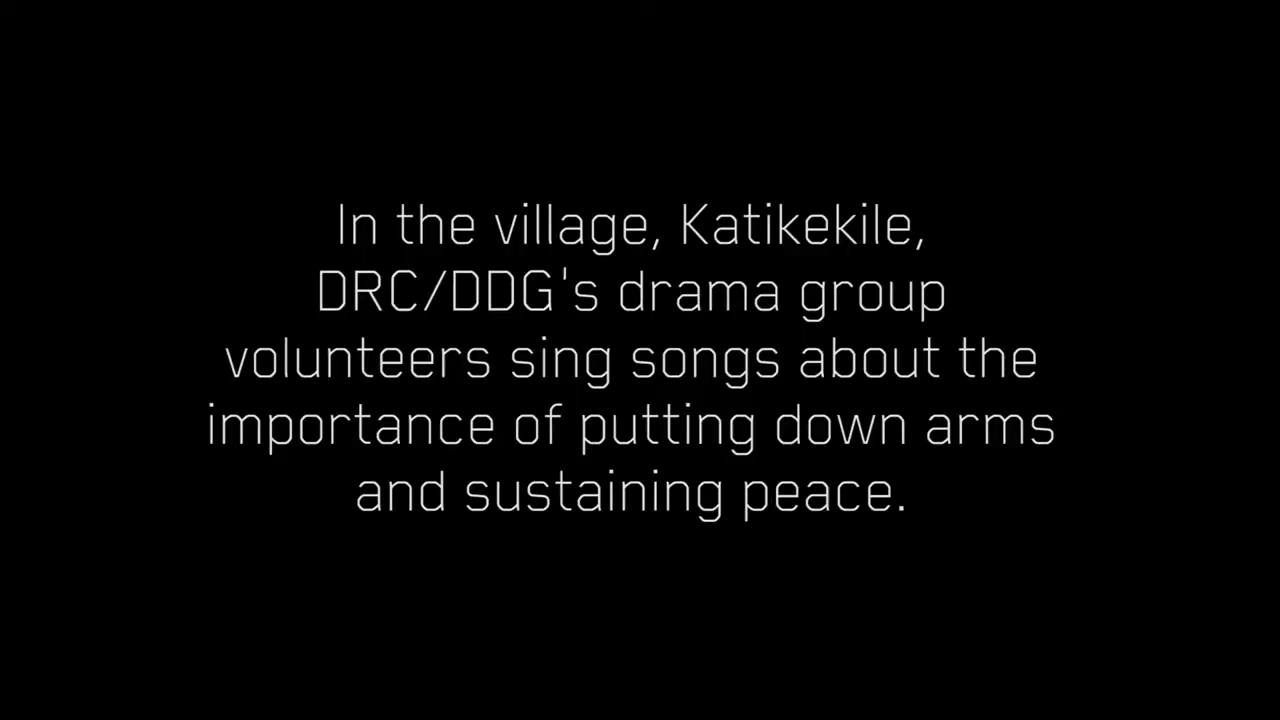 In the village, Katikekile,
DRC/DDG's drama group
volunteers sing songs about the
importance of putting down arms
and sustaining peace.